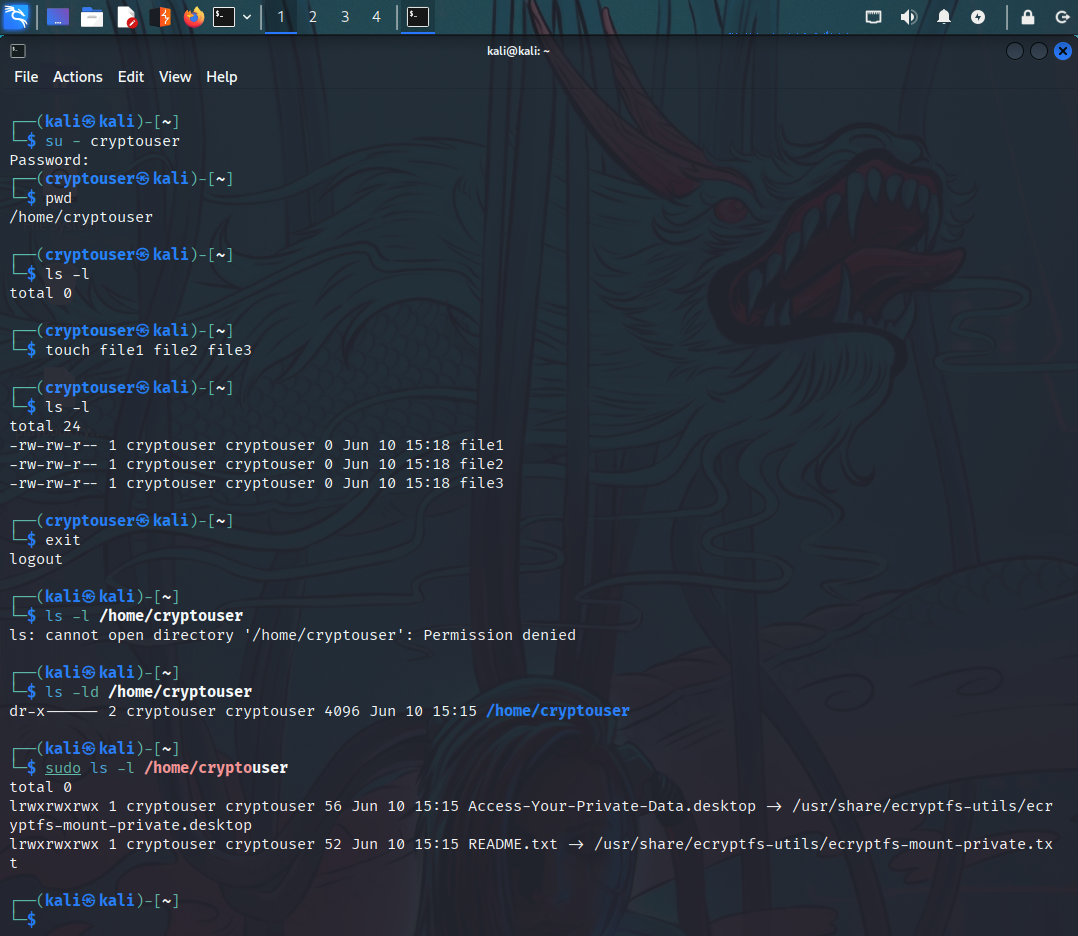 1 2 3 4
kali@kali: ~
File Actions Edit View Help
┌──(kali㉿kali)-[~]
└─$ su - cryptouser
Password:
┌──(cryptouser㉿kali)-[~]
└─$ pwd
/home/cryptouser
┌──(cryptouser㉿kali)-[~]
└─$ ls -l
total 0
┌──(cryptouser㉿kali)-[~]
└─$ touch file1 file2 file3
┌──(cryptouser㉿kali)-[~]
└─$ ls -l
total 24
-rw-rw-r-- 1 cryptouser cryptouser 0 Jun 10 15:18 file1
-rw-rw-r-- 1 cryptouser cryptouser 0 Jun 10 15:18 file2
-rw-rw-r-- 1 cryptouser cryptouser 0 Jun 10 15:18 file3
┌──(cryptouser㉿kali)-[~]
└─$ exit
logout
┌──(kali㉿kali)-[~]
└─$ ls -l /home/cryptouser
ls: cannot open directory '/home/cryptouser': Permission denied
┌──(kali㉿kali)-[~]
└─$ ls -ld /home/cryptouser
dr-x------ 2 cryptouser cryptouser 4096 Jun 10 15:15 /home/cryptouser
┌──(kali㉿kali)-[~]
└─$ sudo ls -l /home/cryptouser
total 0
lrwxrwxrwx 1 cryptouser cryptouser 56 Jun 10 15:15 Access-Your-Private-Data.desktop -> /usr/share/ecryptfs-utils/ecr
yptfs-mount-private.desktop
lrwxrwxrwx 1 cryptouser cryptouser 52 Jun 10 15:15 README.txt -> /usr/share/ecryptfs-utils/ecryptfs-mount-private.tx
t
┌──(kali㉿kali)-[~]
└─$